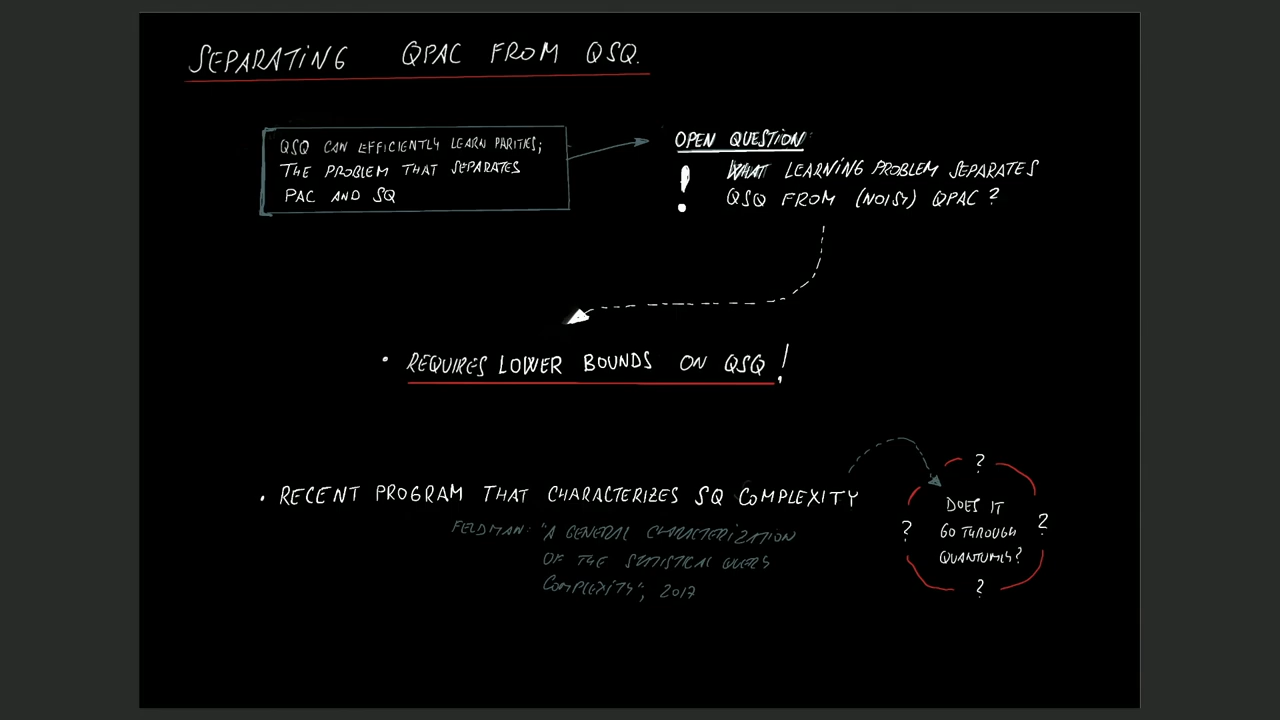 SEPARATING QPAC FROM QSQ.
QSQ CAN EFFICIENTLY LEARN PARITIES;
THE PROBLEM THAT SEPARATES
PAC AND SQ
OPEN QUESTION:
! WHAT LEARNING PROBLEM SEPARATES
QSQ FROM (NOISY) QPAC?
• REQUIRES LOWER BOUNDS ON QSQ!
• RECENT PROGRAM THAT CHARACTERIZES SQ COMPLEXITY
FELDMAN: "A GENERAL CHARACTERIZATION
OF THE STATISTICAL QUERY
COMPLEXITY", 2017
?
DOES IT
? GO THROUGH ?
QUANTUMLY?
?